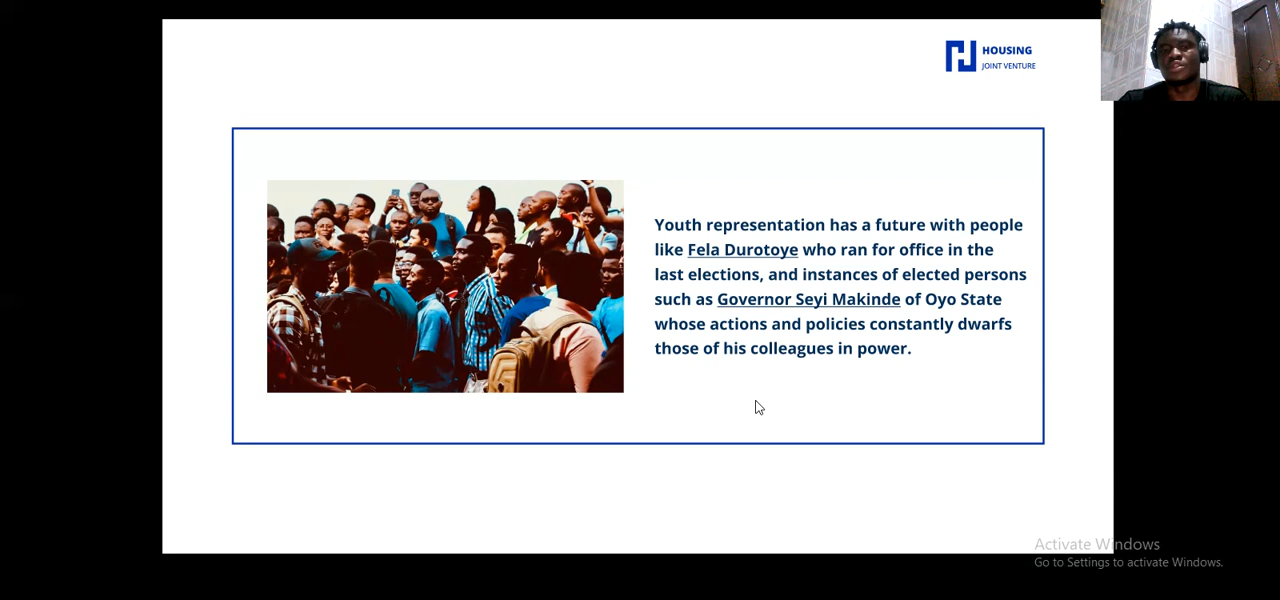 HOUSING
JOINT VENTURE
Youth representation has a future with people
like Fela Durotoye who ran for office in the
last elections, and instances of elected persons
such as Governor Seyi Makinde of Oyo State
whose actions and policies constantly dwarfs
those of his colleagues in power.
Activate Windows
Go to Settings to activate Windows.